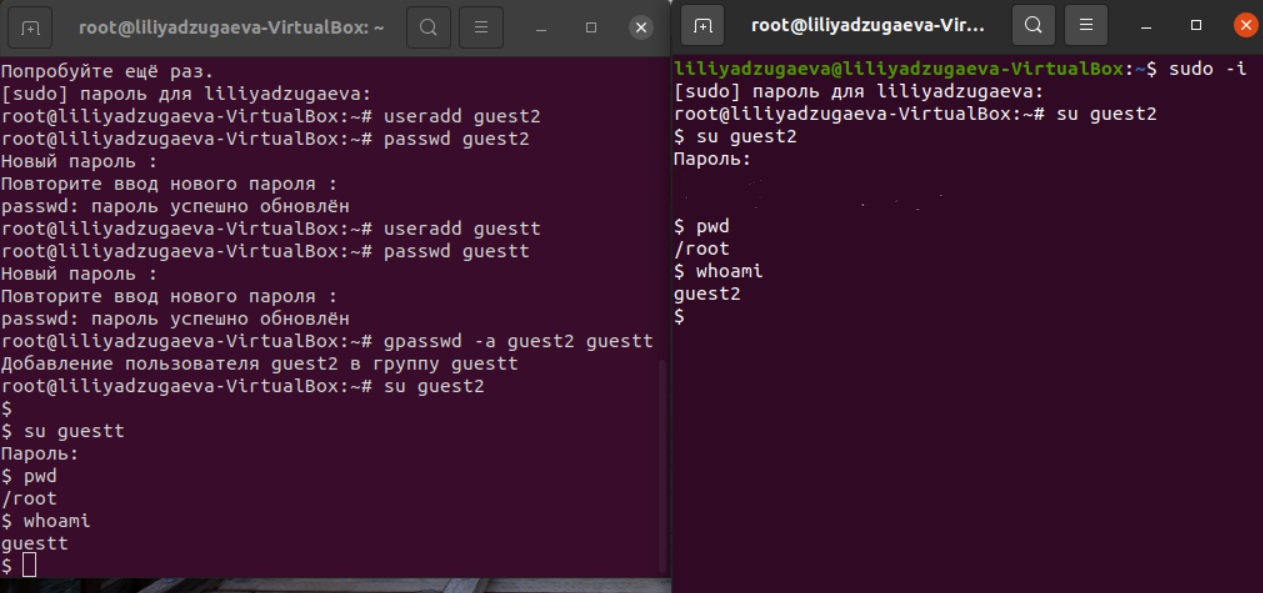 root@liliyadzugaeva-VirtualBox: ~
Попробуйте ещё раз.
[sudo] пароль для liliyadzugaeva:
root@liliyadzugaeva-VirtualBox:~# useradd guest2
root@liliyadzugaeva-VirtualBox:~# passwd guest2
Новый пароль :
Повторите ввод нового пароля :
passwd: пароль успешно обновлён
root@liliyadzugaeva-VirtualBox:~# useradd guestt
root@liliyadzugaeva-VirtualBox:~# passwd guestt
Новый пароль :
Повторите ввод нового пароля :
passwd: пароль успешно обновлён
root@liliyadzugaeva-VirtualBox:~# gpasswd -a guest2 guestt
Добавление пользователя guest2 в группу guestt
root@liliyadzugaeva-VirtualBox:~# su guest2
$
$ su guestt
Пароль:
$ pwd
/root
$ whoami
guestt
$
root@liliyadzugaeva-Vir...
liliyadzugaeva@liliyadzugaeva-VirtualBox:~$ sudo -i
[sudo] пароль для liliyadzugaeva:
root@liliyadzugaeva-VirtualBox:~# su guest2
$ su guest2
Пароль:
$ pwd
/root
$ whoami
guest2
$